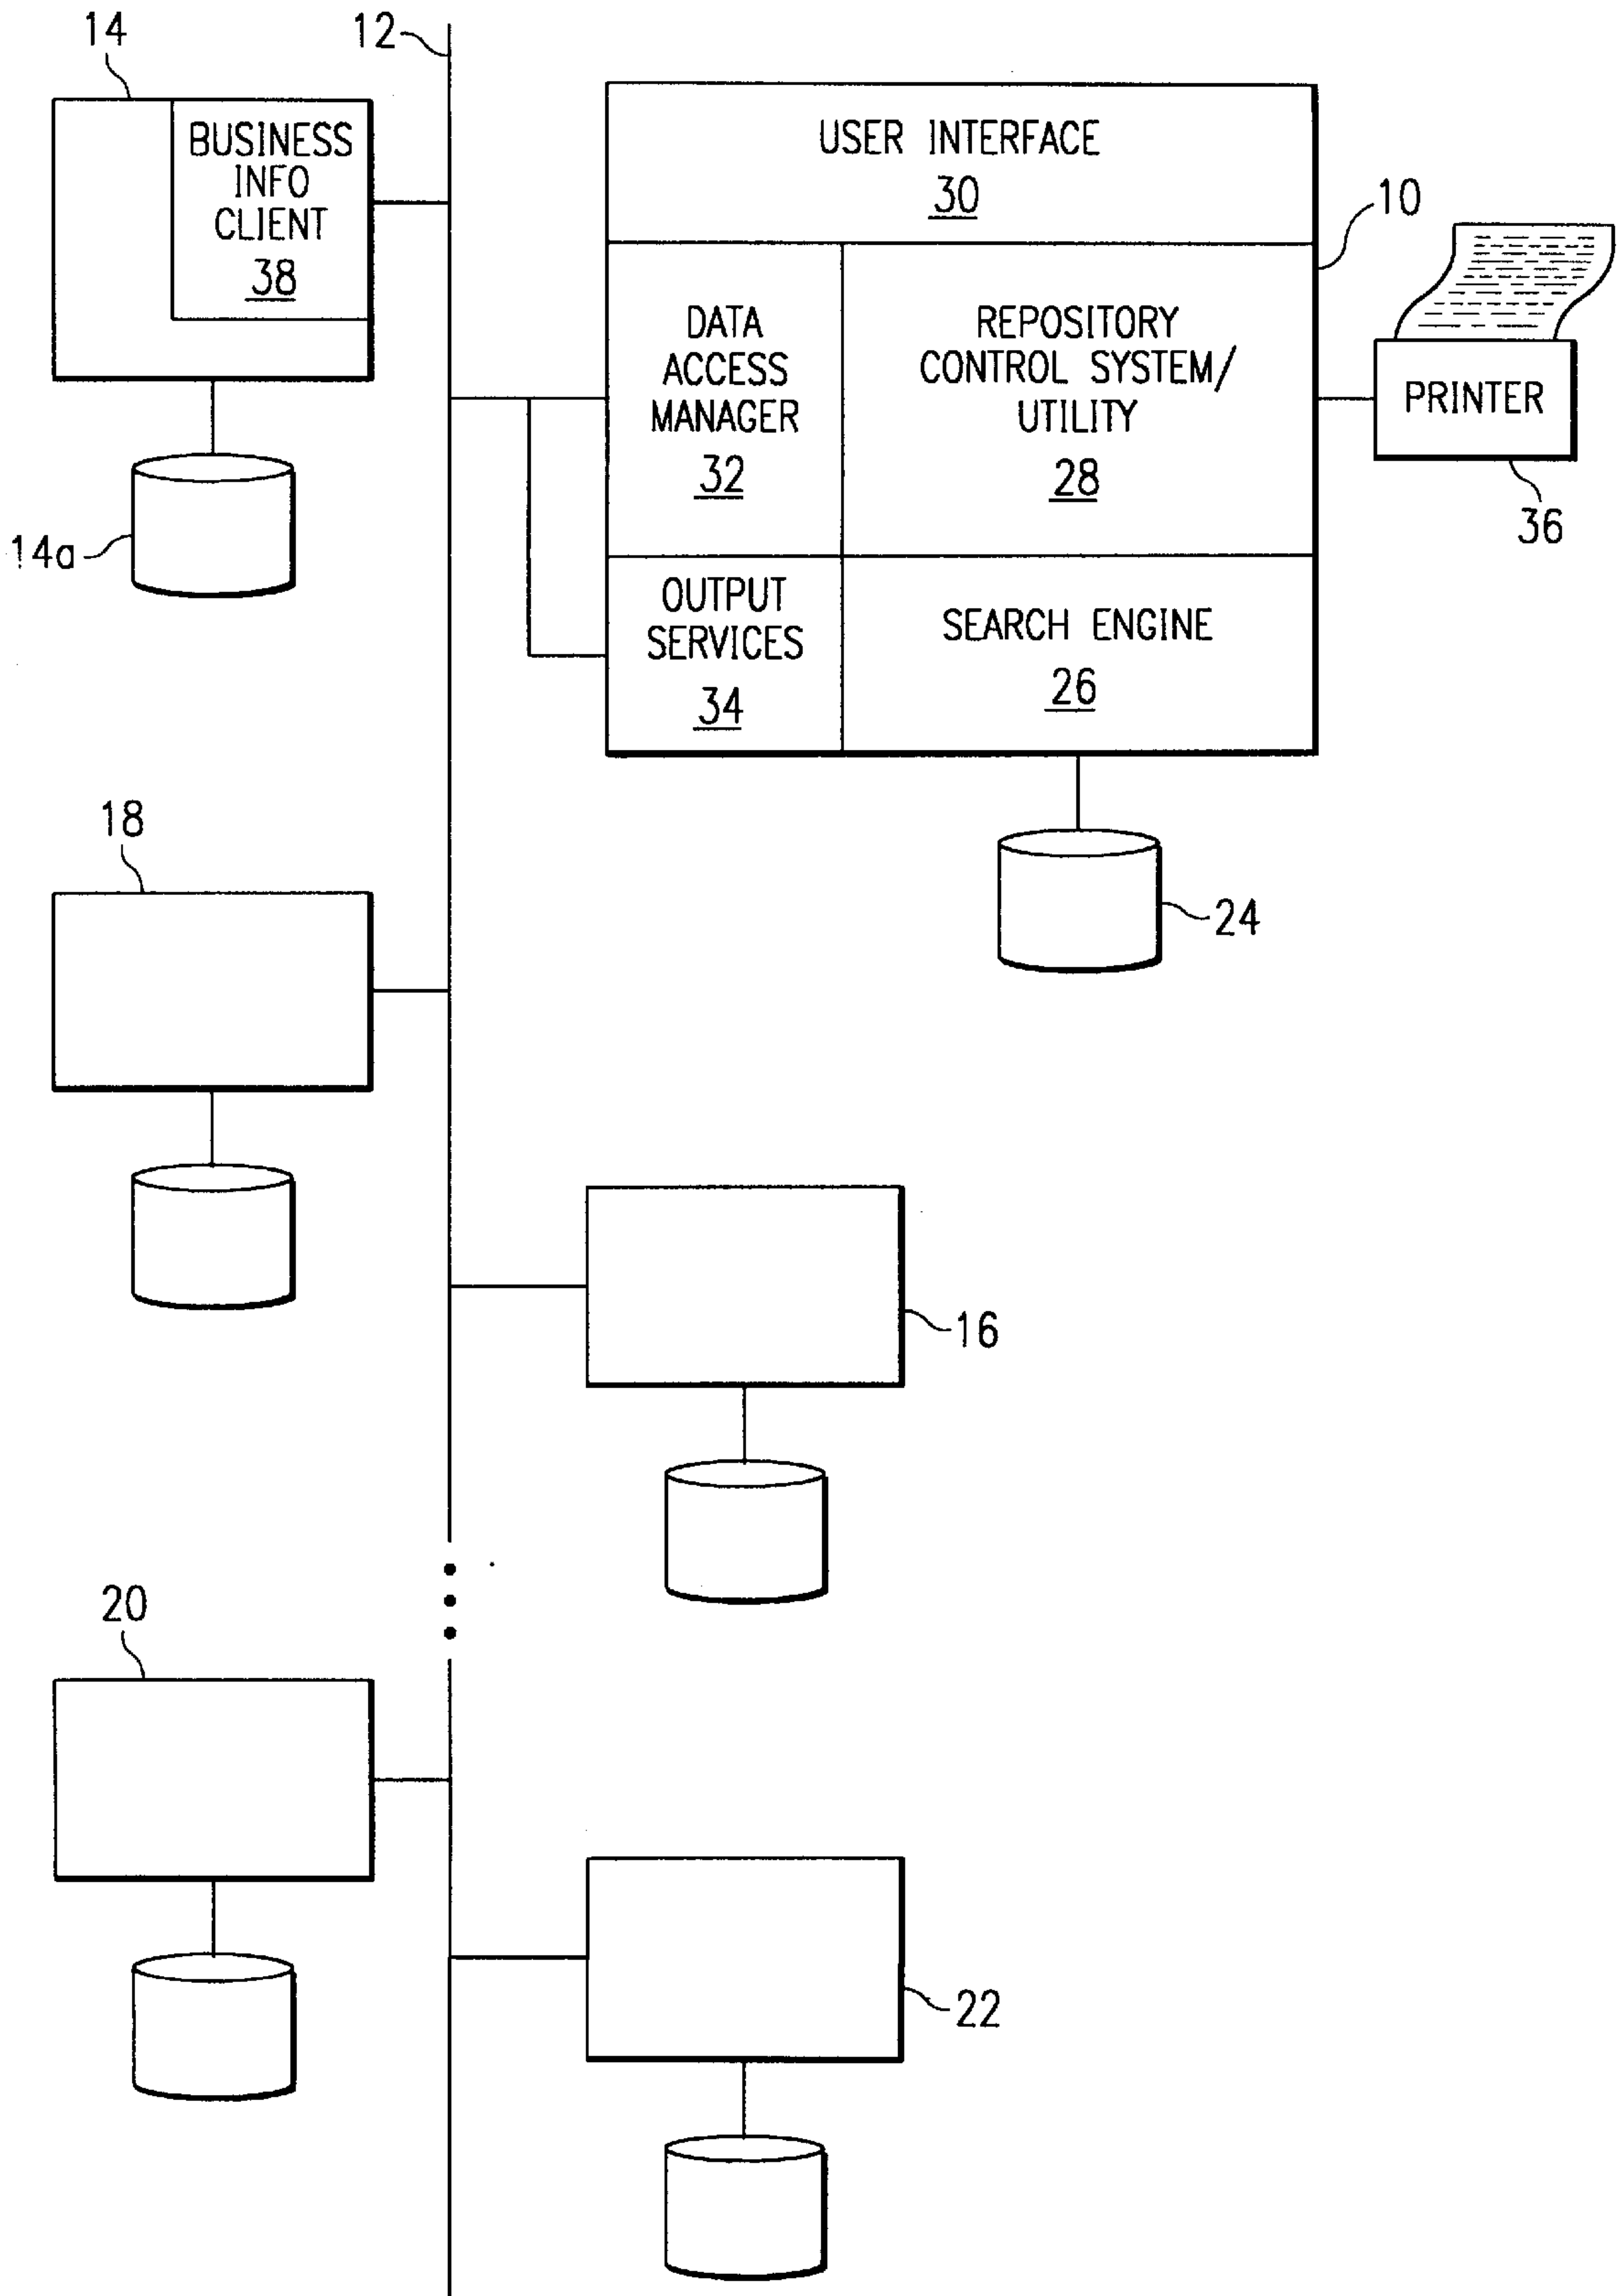 14
12
BUSINESS
INFO
CLIENT
38
14a
USER INTERFACE
30
10
DATA
ACCESS
MANAGER
32
REPOSITORY
CONTROL SYSTEM/
UTILITY
28
PRINTER
36
OUTPUT
SERVICES
34
SEARCH ENGINE
26
24
18
16
20
22